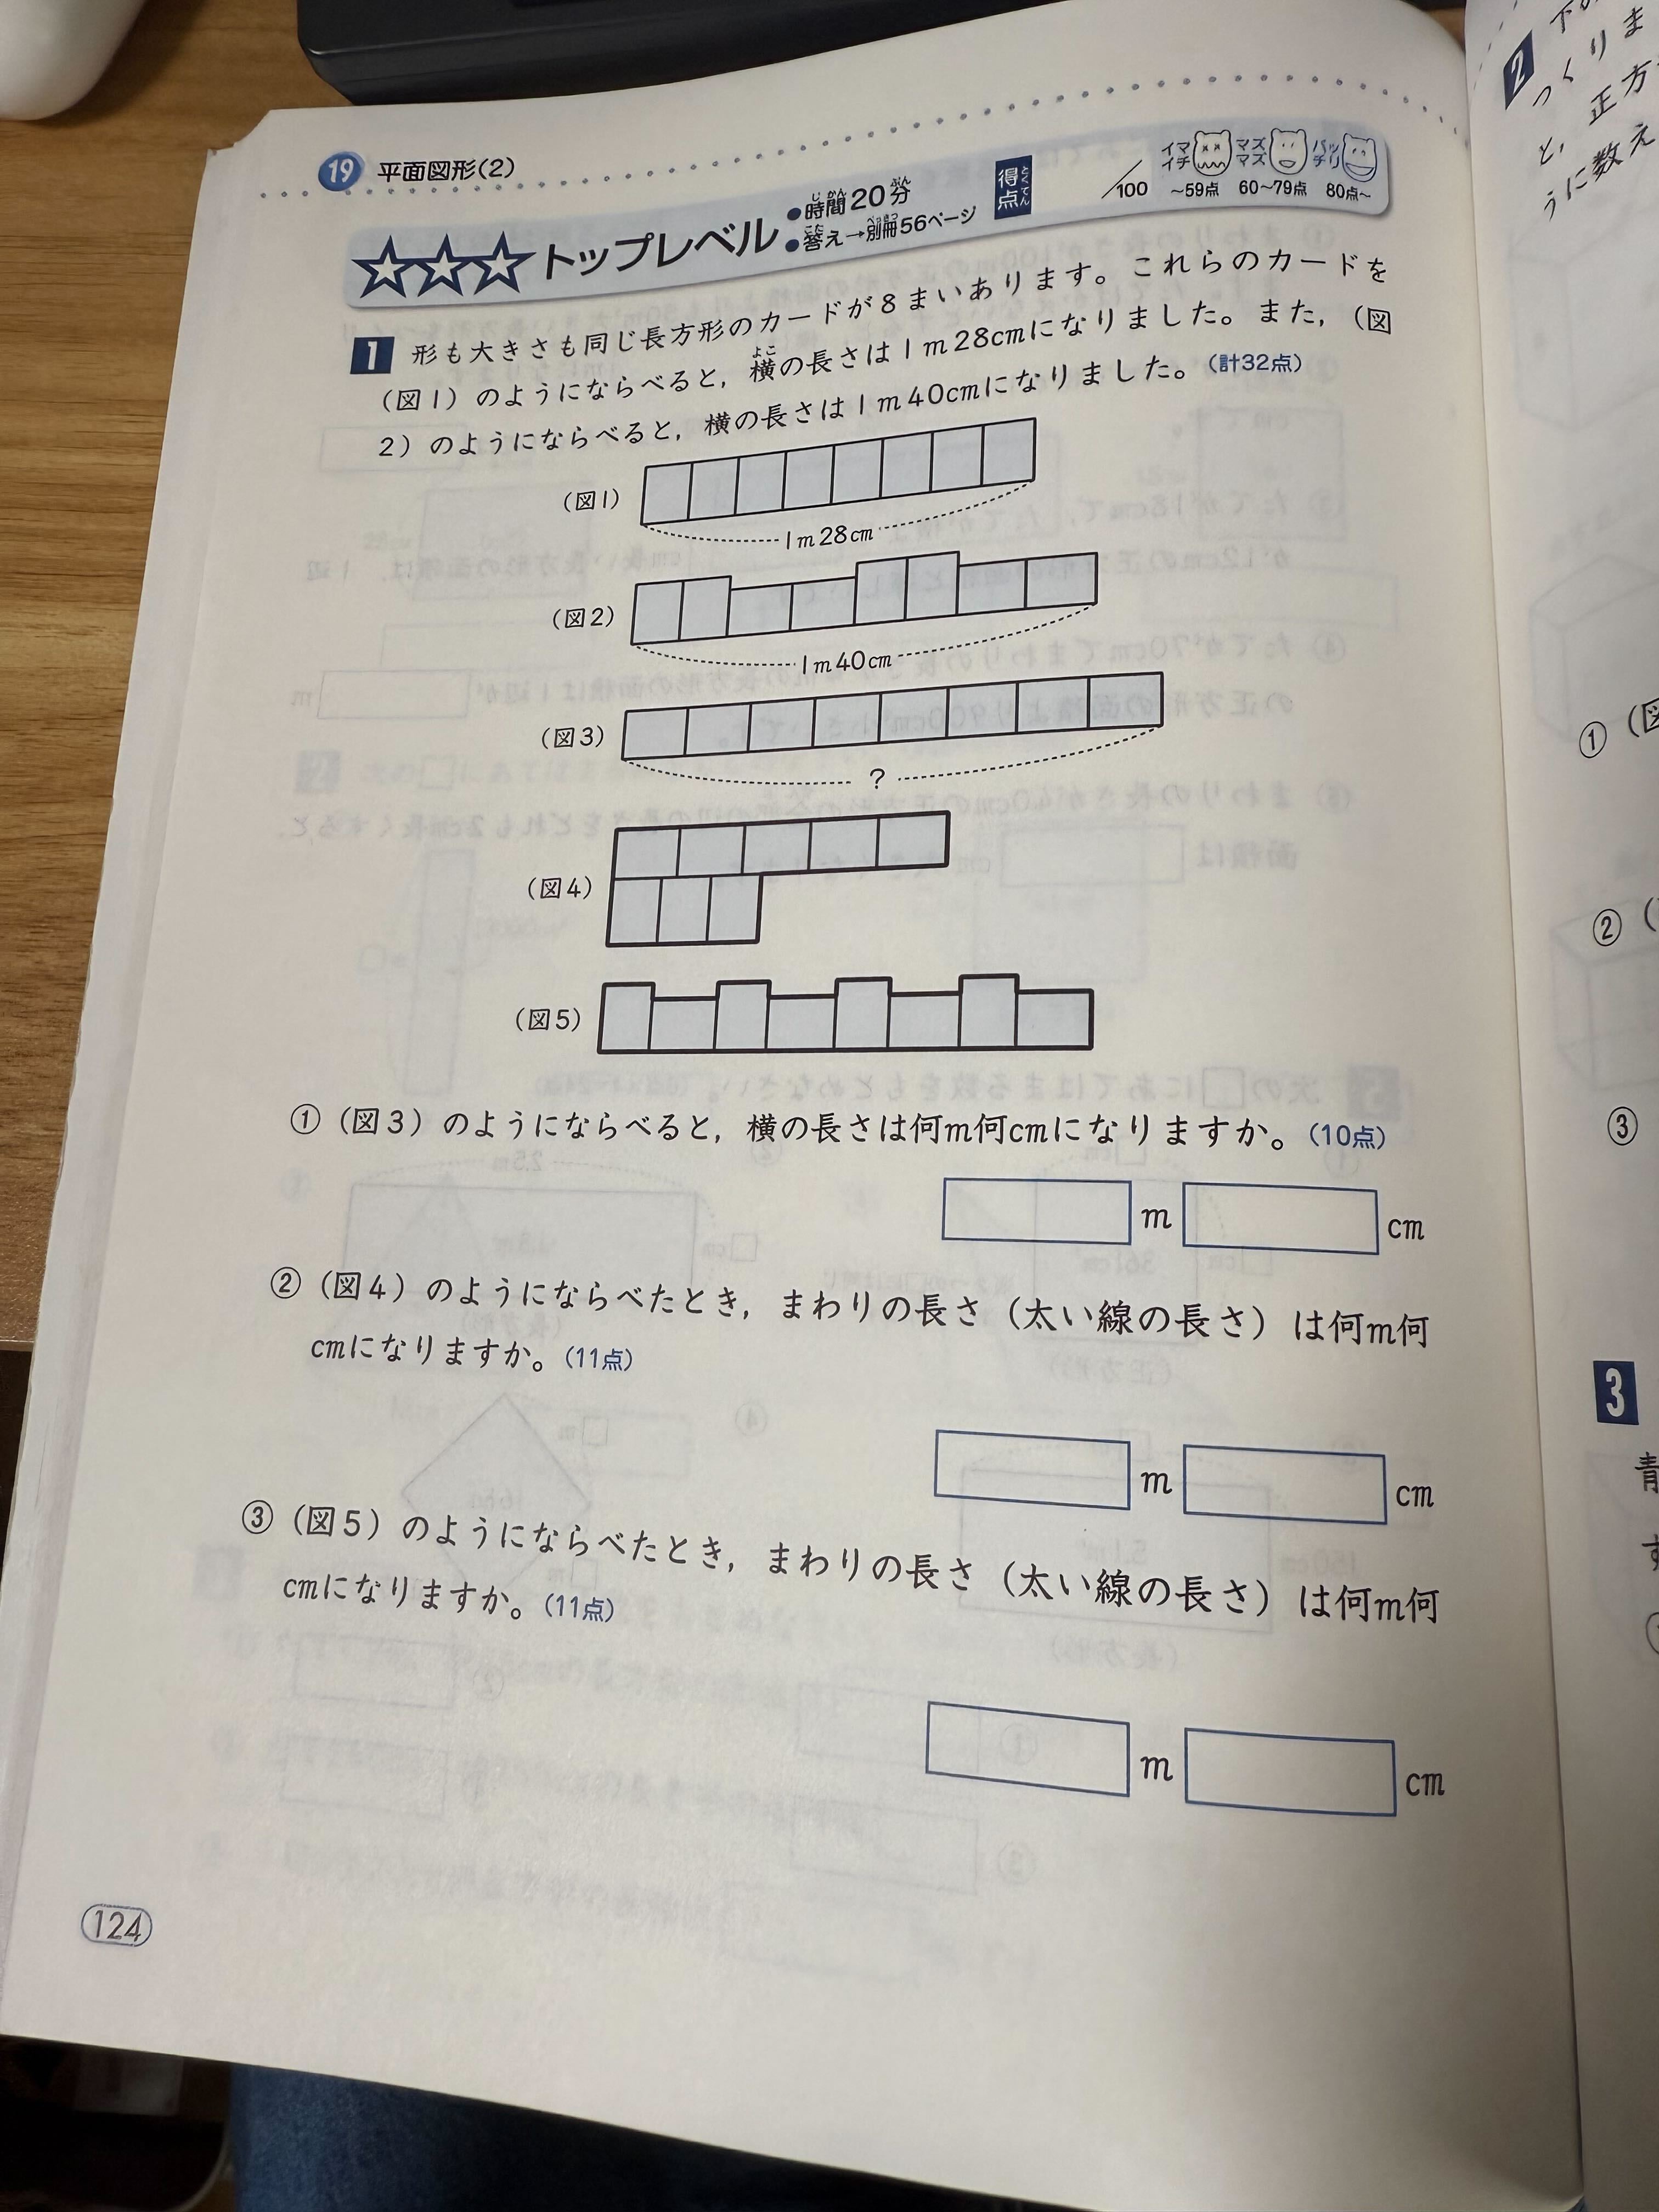 19 平面図形(2)
★★★トップレベル
●時間20分
●答え→別冊56ページ
得点
/100
イマイチ
～59点
マズマズ
60～79点
バッチリ
80点～
1 形も大きさも同じ長方形のカードが8まいあります。これらのカードを
(図1)のようにならべると，横の長さは1m28cmになりました。また，(図
2)のようにならべると，横の長さは1m40cmになりました。(計32点)
(図1)
1m28cm
(図2)
1m40cm
(図3)
?
(図4)
(図5)
①(図3)のようにならべると，横の長さは何m何cmになりますか。(10点)
m cm
②(図4)のようにならべたとき，まわりの長さ(太い線の長さ)は何m何
cmになりますか。(11点)
m cm
③(図5)のようにならべたとき，まわりの長さ(太い線の長さ)は何m何
cmになりますか。(11点)
m cm
124
2
つくりま
と，正方
うに数え
①(図
②(
③
3
青